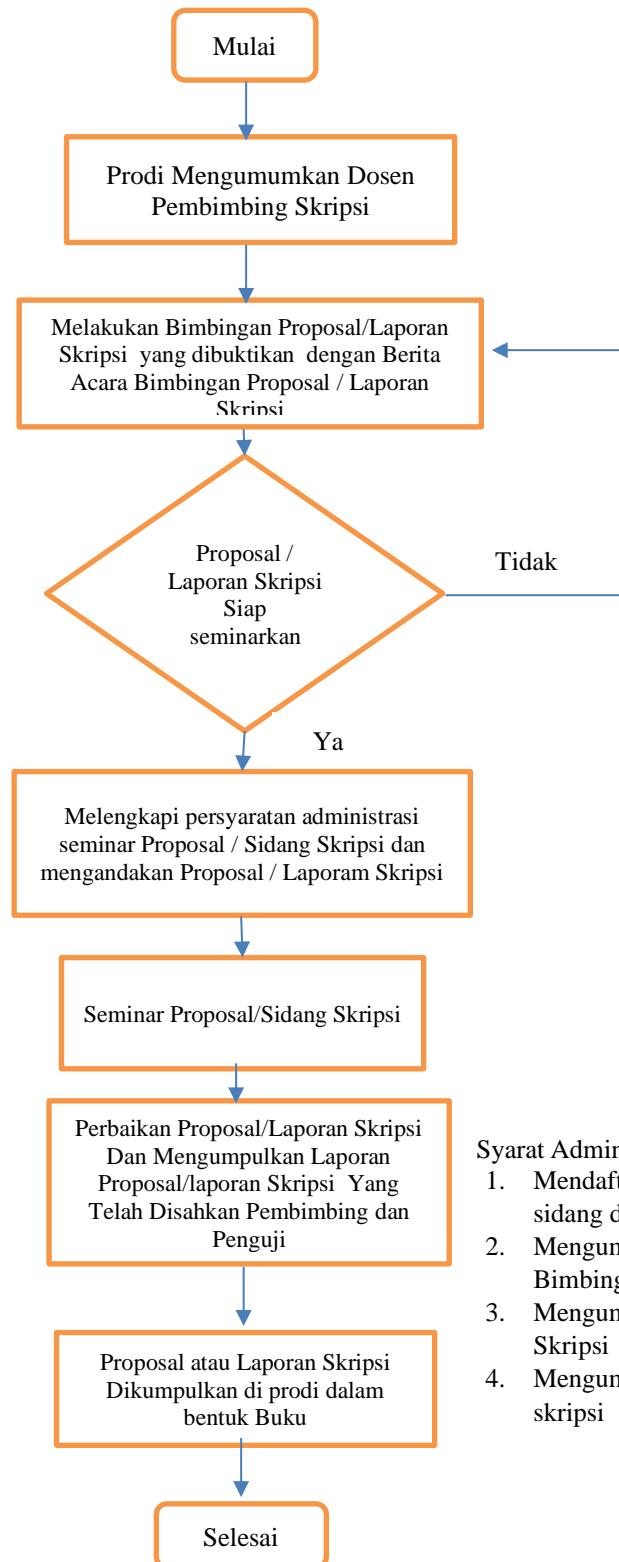 Mulai
Prodi Mengumumkan Dosen
Pembimbing Skripsi
Melakukan Bimbingan Proposal/Laporan
Skripsi yang dibuktikan dengan Berita
Acara Bimbingan Proposal / Laporan
Skripsi
Proposal /
Laporan Skripsi
Siap
seminarkan
Tidak
Ya
Melengkapi persyaratan administrasi
seminar Proposal / Sidang Skripsi dan
mengandakan Proposal / Laporam Skripsi
Seminar Proposal/Sidang Skripsi
Perbaikan Proposal/Laporan Skripsi
Dan Mengumpulkan Laporan
Proposal/laporan Skripsi Yang
Telah Disahkan Pembimbing dan
Penguji
Syarat
1.
sidang
2.
3.
Skripsi
4.
skripsi
Proposal atau Laporan Skripsi
Dikumpulkan di prodi dalam
bentuk Buku
Selesai